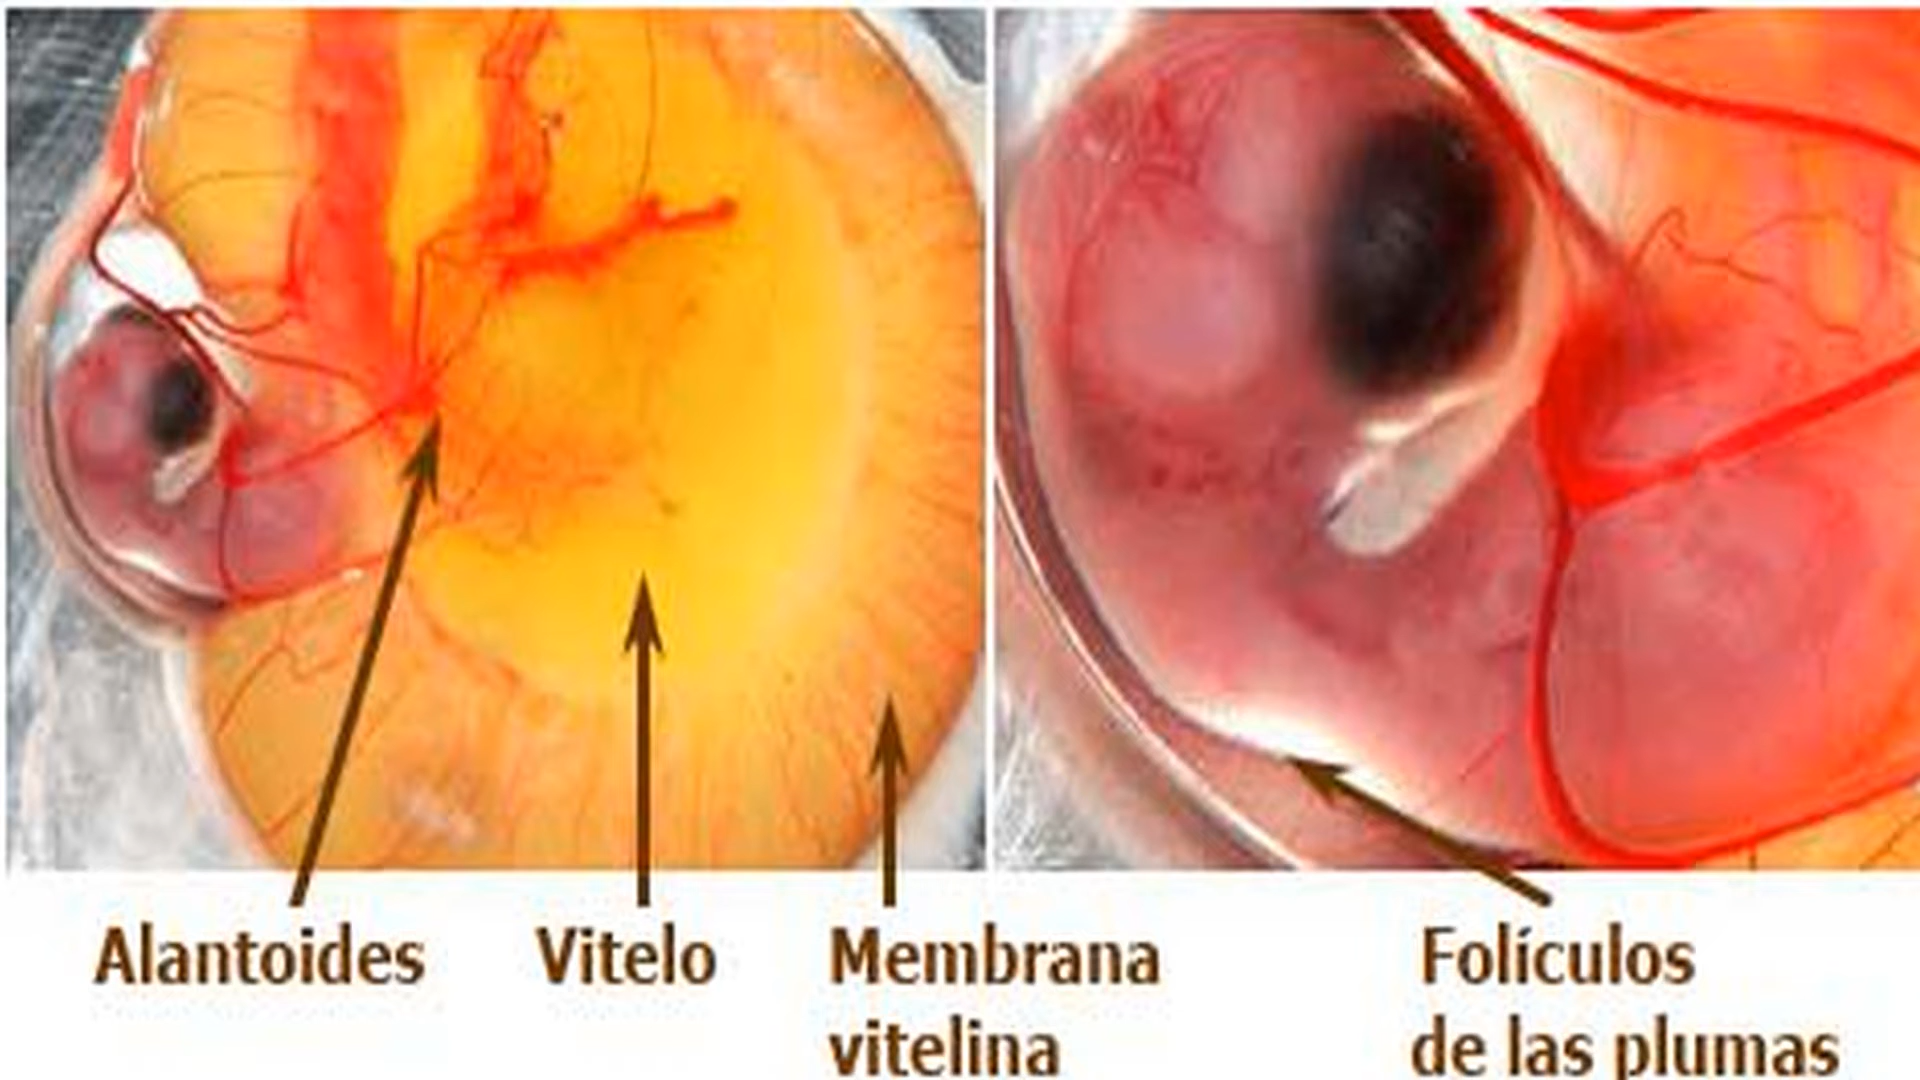 Alantoides
Vitelo
Membrana
vitelina
Folículos
de las plumas